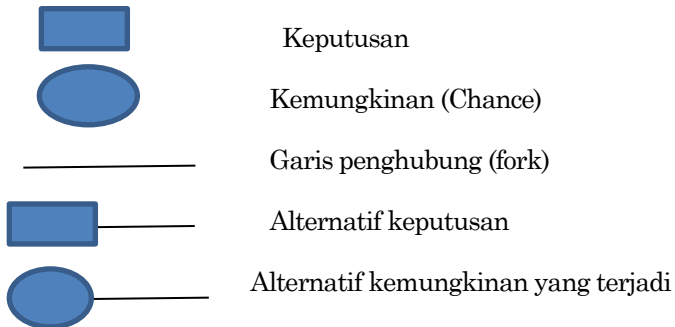 Keputusan
Kemungkinan (Chance)
Garis penghubung (fork)
Alternatif keputusan
Alternatif kemungkinan yang terjadi